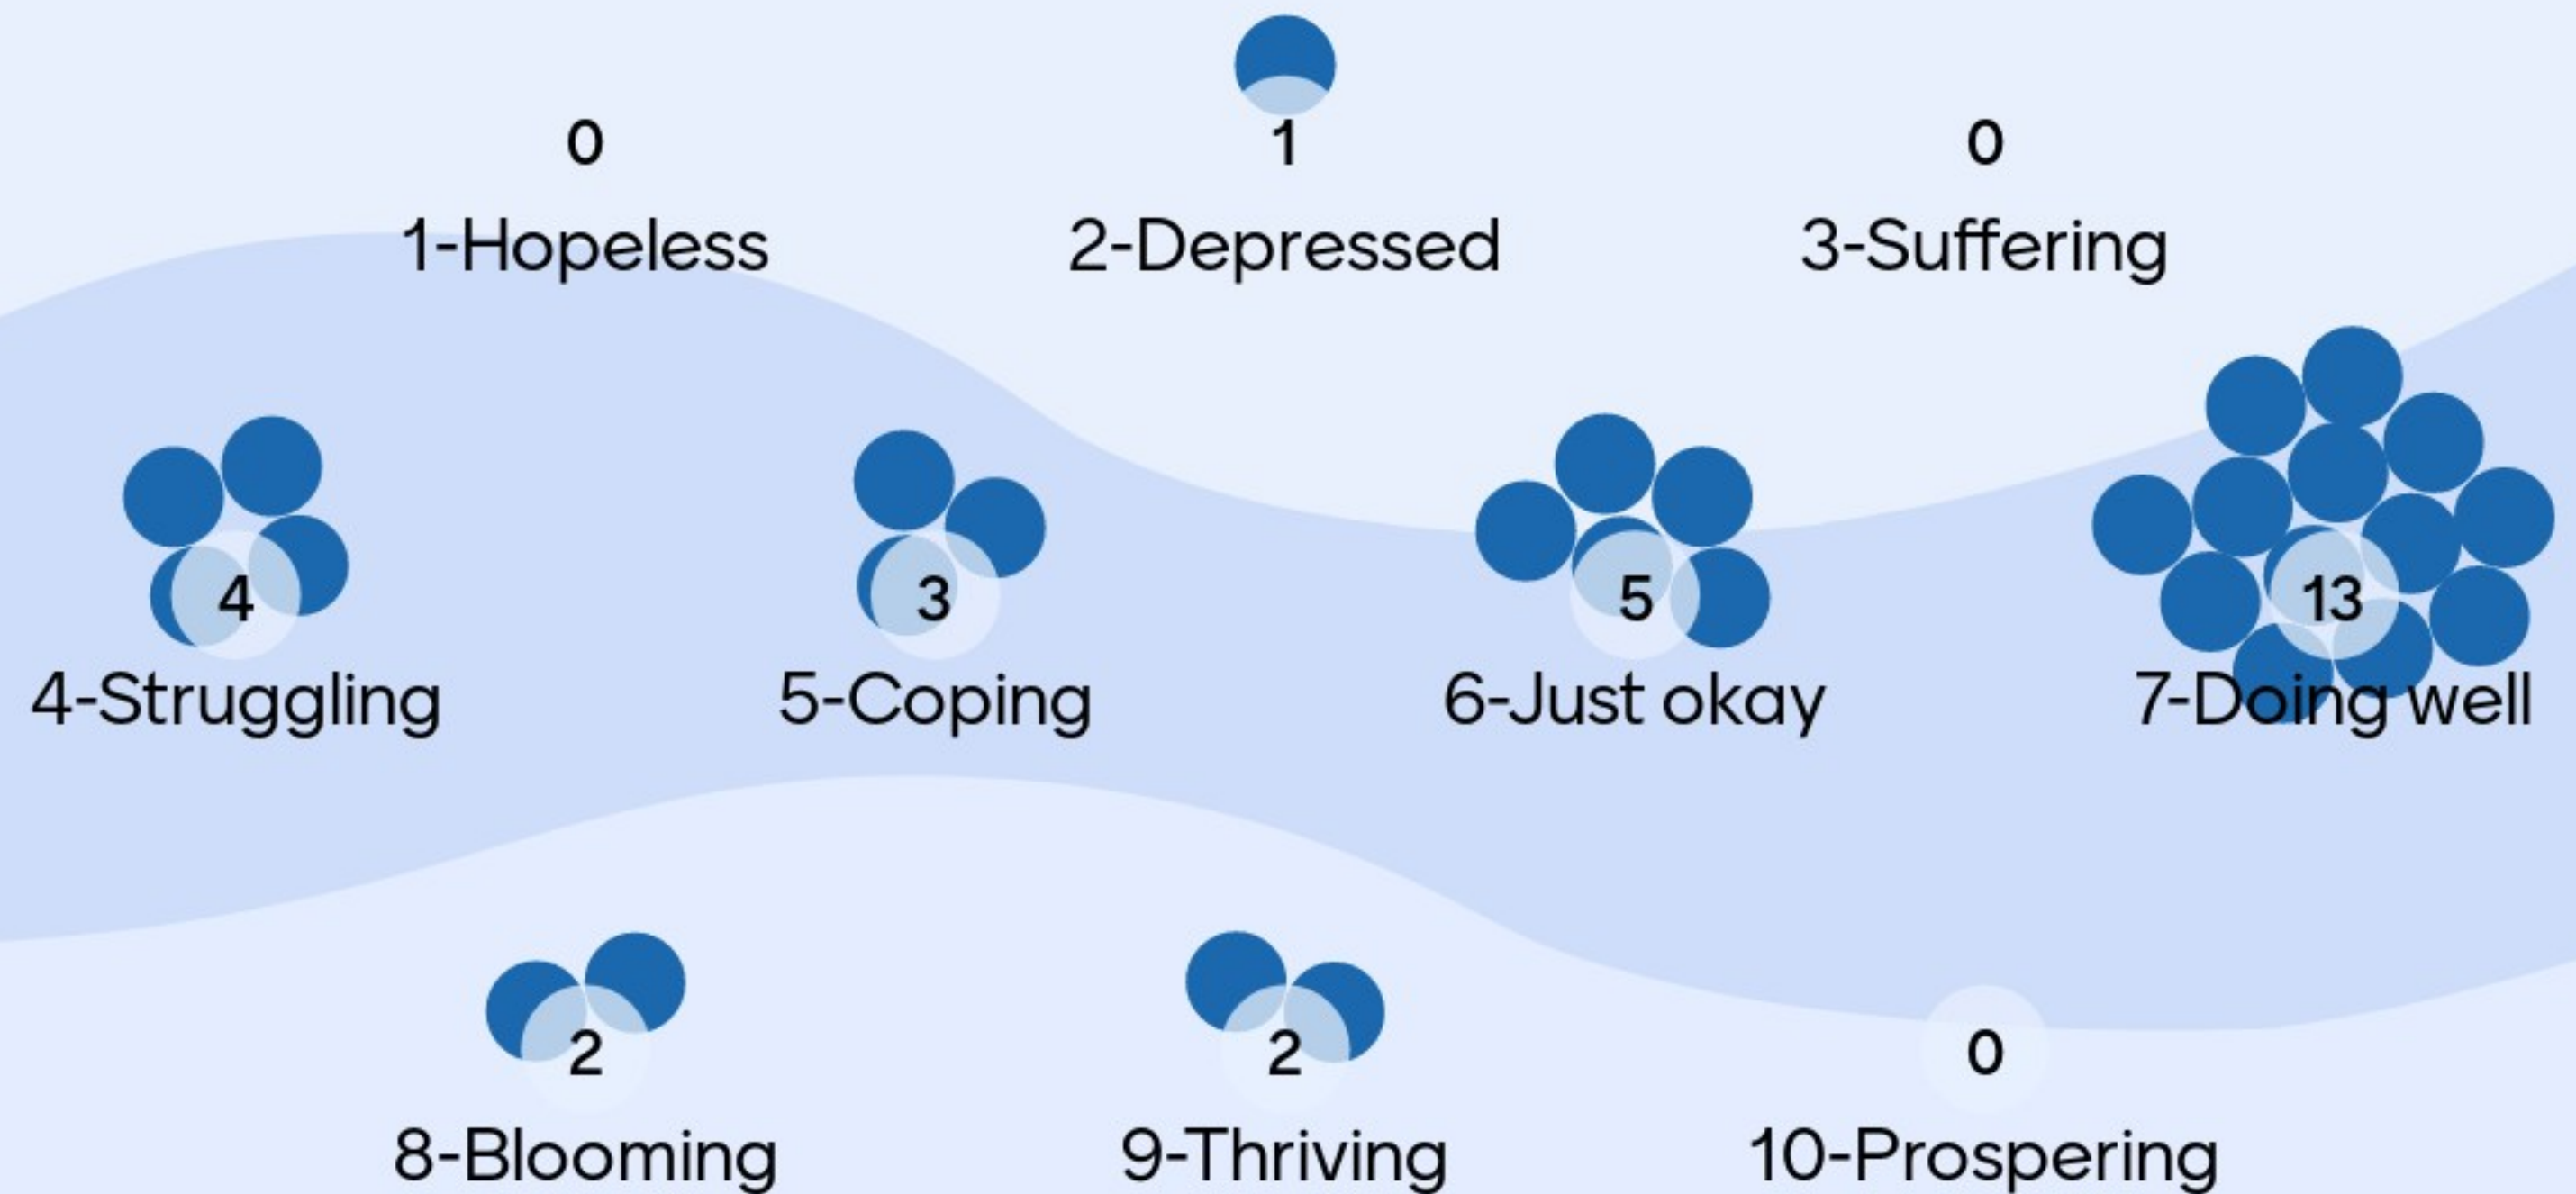 0
1
0
1-Hopeless
2-Depressed
3-Suffering
4
3
5
13
4-Struggling
5-Coping
6-Just okay
7-Doing well
2
2
0
8-Blooming
9-Thriving
10-Prospering